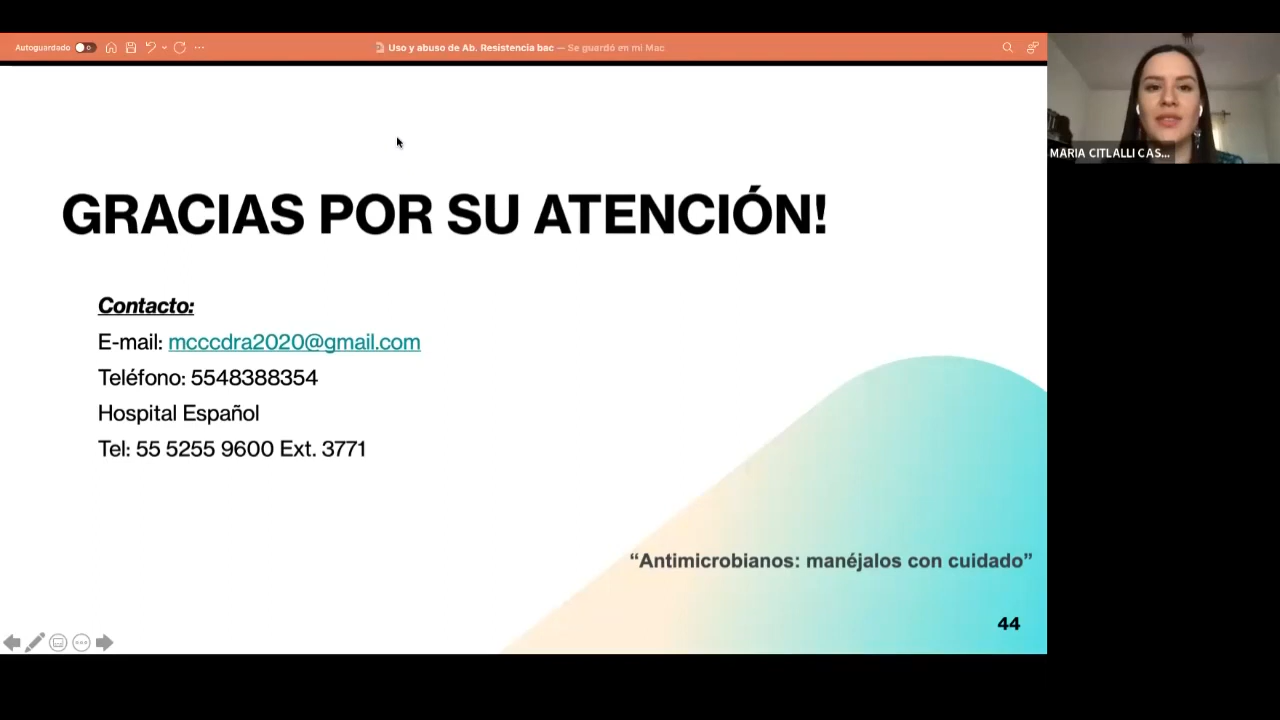 Autoguardado
Uso y abuso de Ab. Resistencia bac — Se guardó en mi Mac
MARIA CITLALLI CAS...
GRACIAS POR SU ATENCIÓN!
Contacto:
E-mail: mcccdra2020@gmail.com
Teléfono: 5548388354
Hospital Español
Tel: 55 5255 9600 Ext. 3771
“Antimicrobianos: manéjalos con cuidado”
44